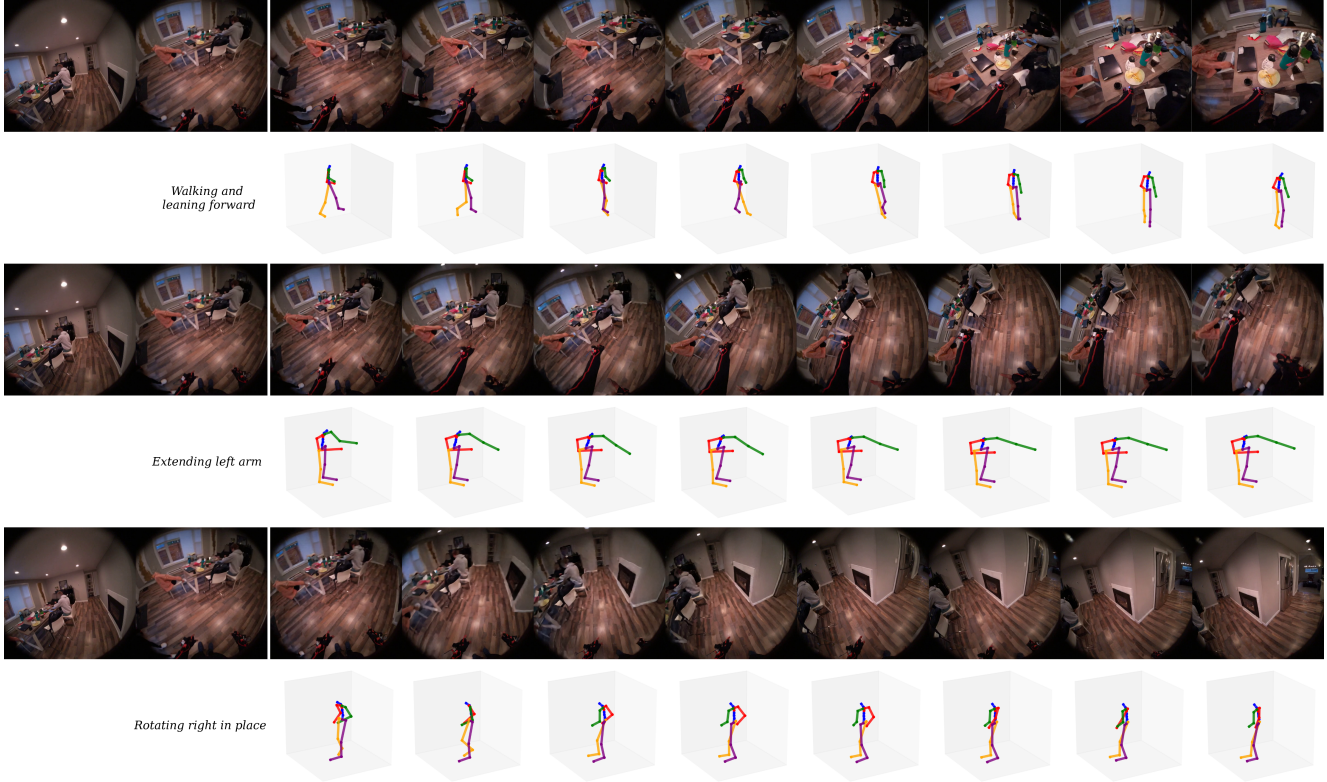 Walking and
leaning forward
Extending left arm
Rotating right in place